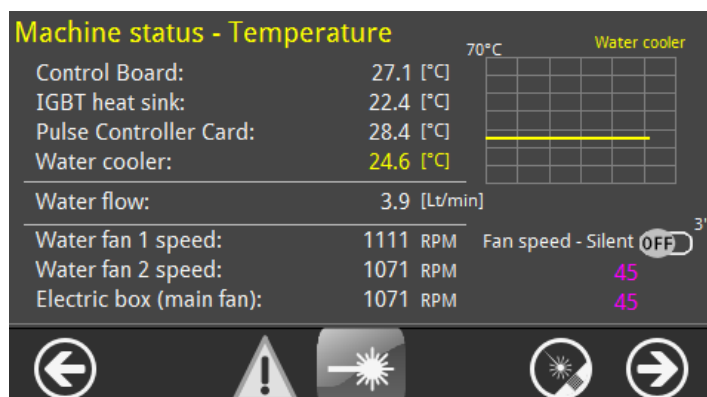 Machine status - Temperature
70°C Water cooler
Control Board: 27.1 [°C]
IGBT heat sink: 22.4 [°C]
Pulse Controller Card: 28.4 [°C]
Water cooler: 24.6 [°C]
Water flow: 3.9 [Lt/min]
3'
Water fan 1 speed: 1111 RPM Fan speed - Silent OFF
Water fan 2 speed: 1071 RPM 45
Electric box (main fan): 1071 RPM 45